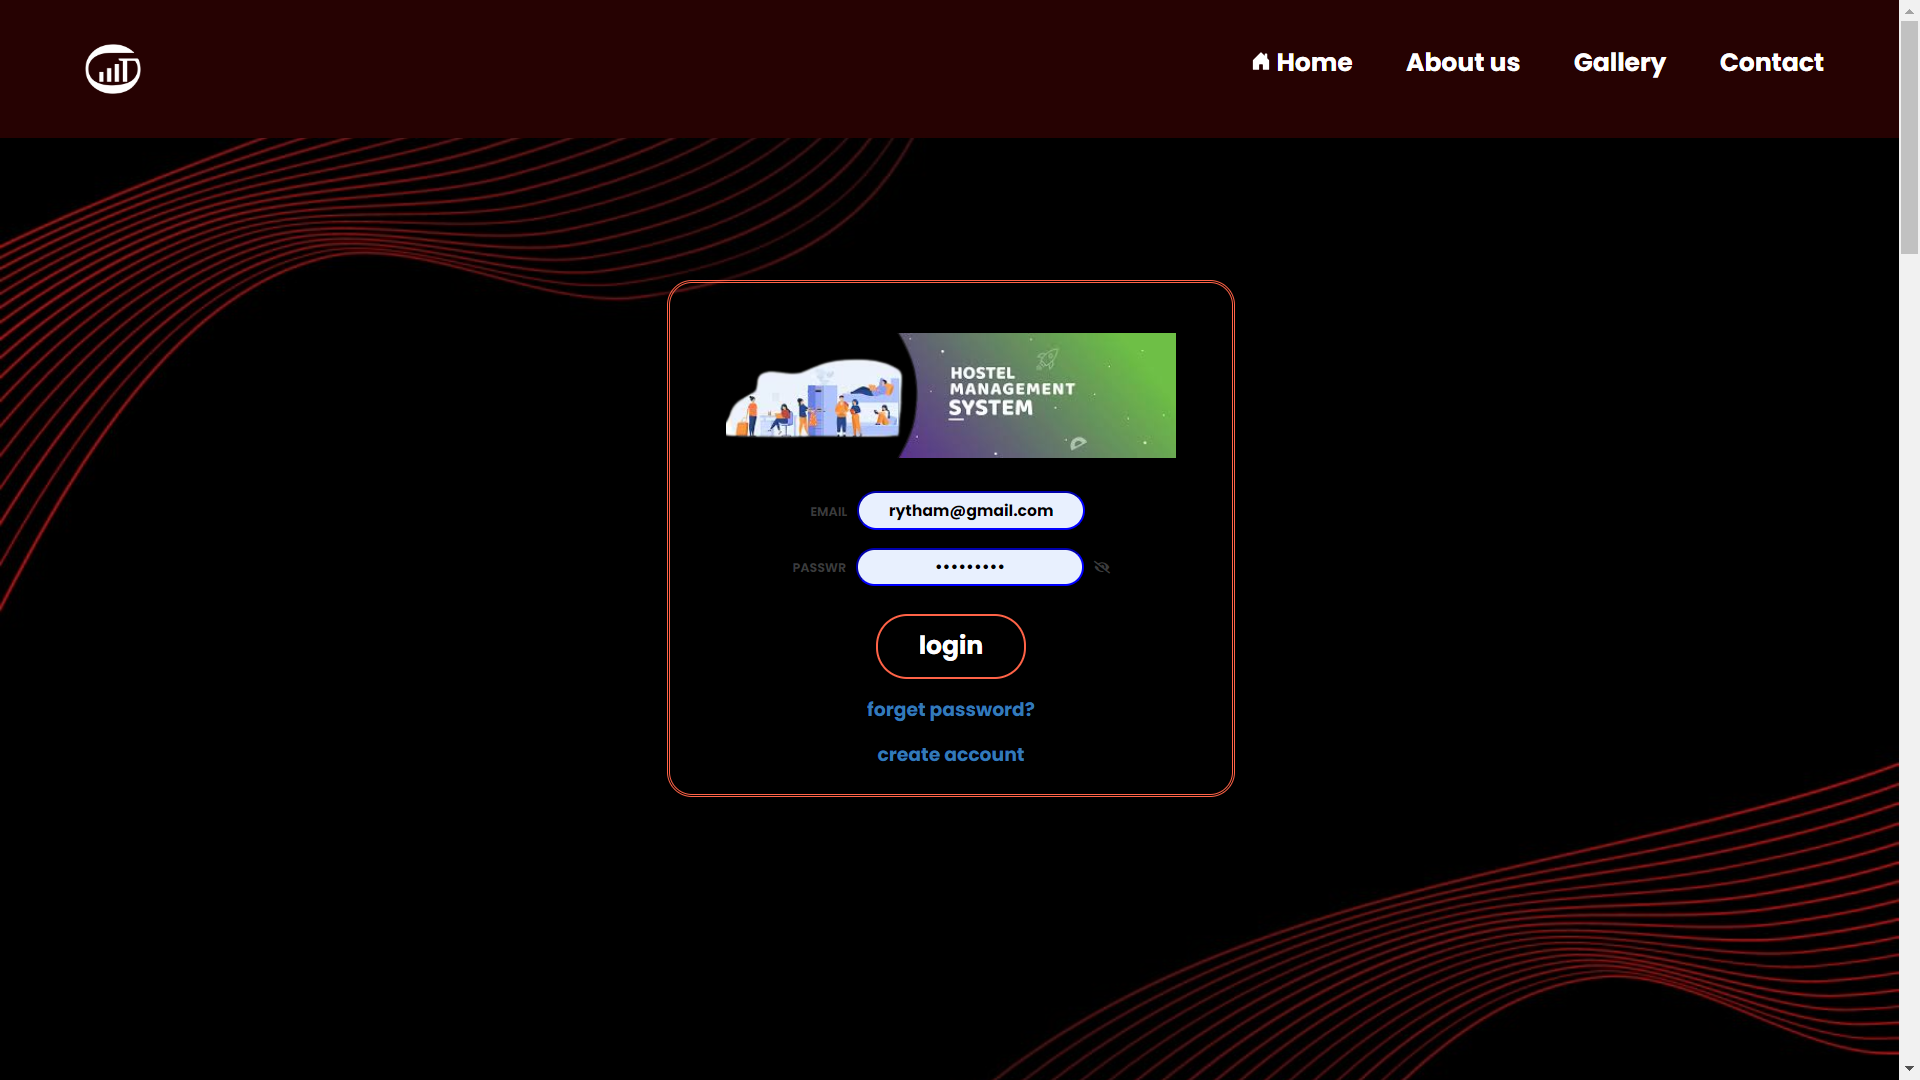 Home About us Gallery Contact
HOSTEL
MANAGEMENT
SYSTEM
EMAIL rytham@gmail.com
PASSWR •••••••••
login
forget password?
create account